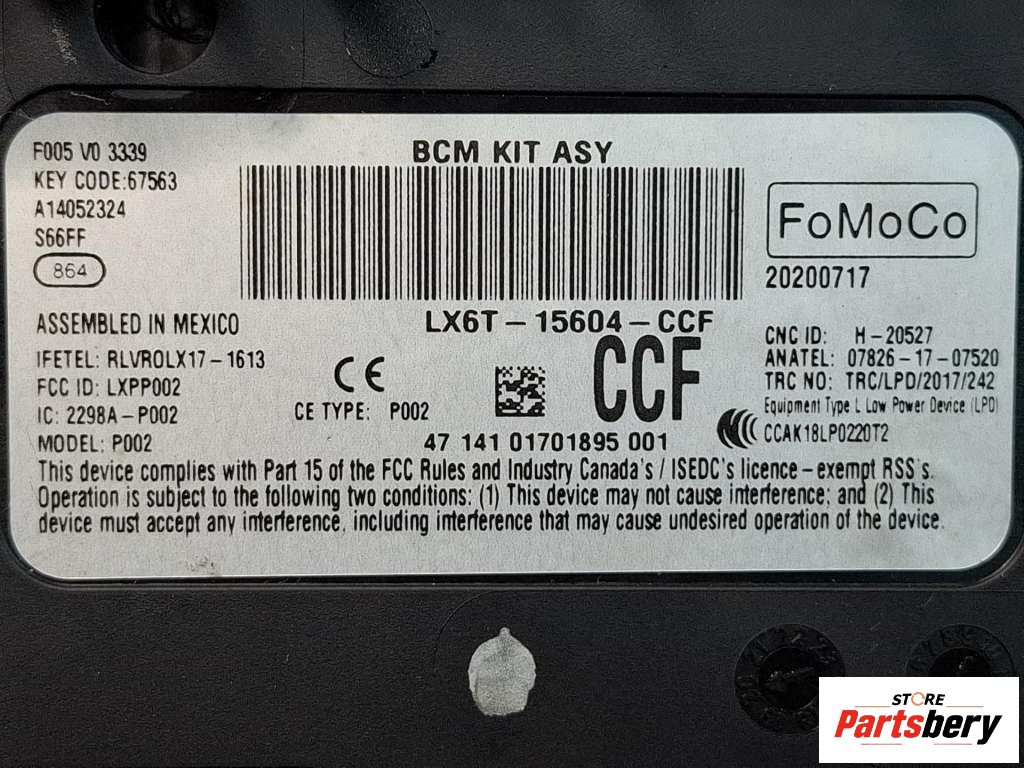 F005 V0 3339
KEY CODE:67563
A14052324
S66FF
864
BCM KIT ASY
FoMoCo
20200717
LX6T-15604-CCF
CCF
ASSEMBLED IN MEXICO
IFETEL: RLVROLX17-1613
FCC ID: LXPP002
IC: 2298A-P002
MODEL: P002
CE
CE TYPE: P002
47 141 01701895 001
CNC ID: H-20527
ANATEL: 07826-17-07520
TRC NO: TRC/LPD/2017/242
Equipment Type L Low Power Device (LPD)
CCAK18LP0220T2
This device complies with Part 15 of the FCC Rules and Industry Canada's / ISEDC's licence-exempt RSS's.
Operation is subject to the following two conditions: (1) This device may not cause interference; and (2) This
device must accept any interference, including interference that may cause undesired operation of the device.
STORE
Partsbery